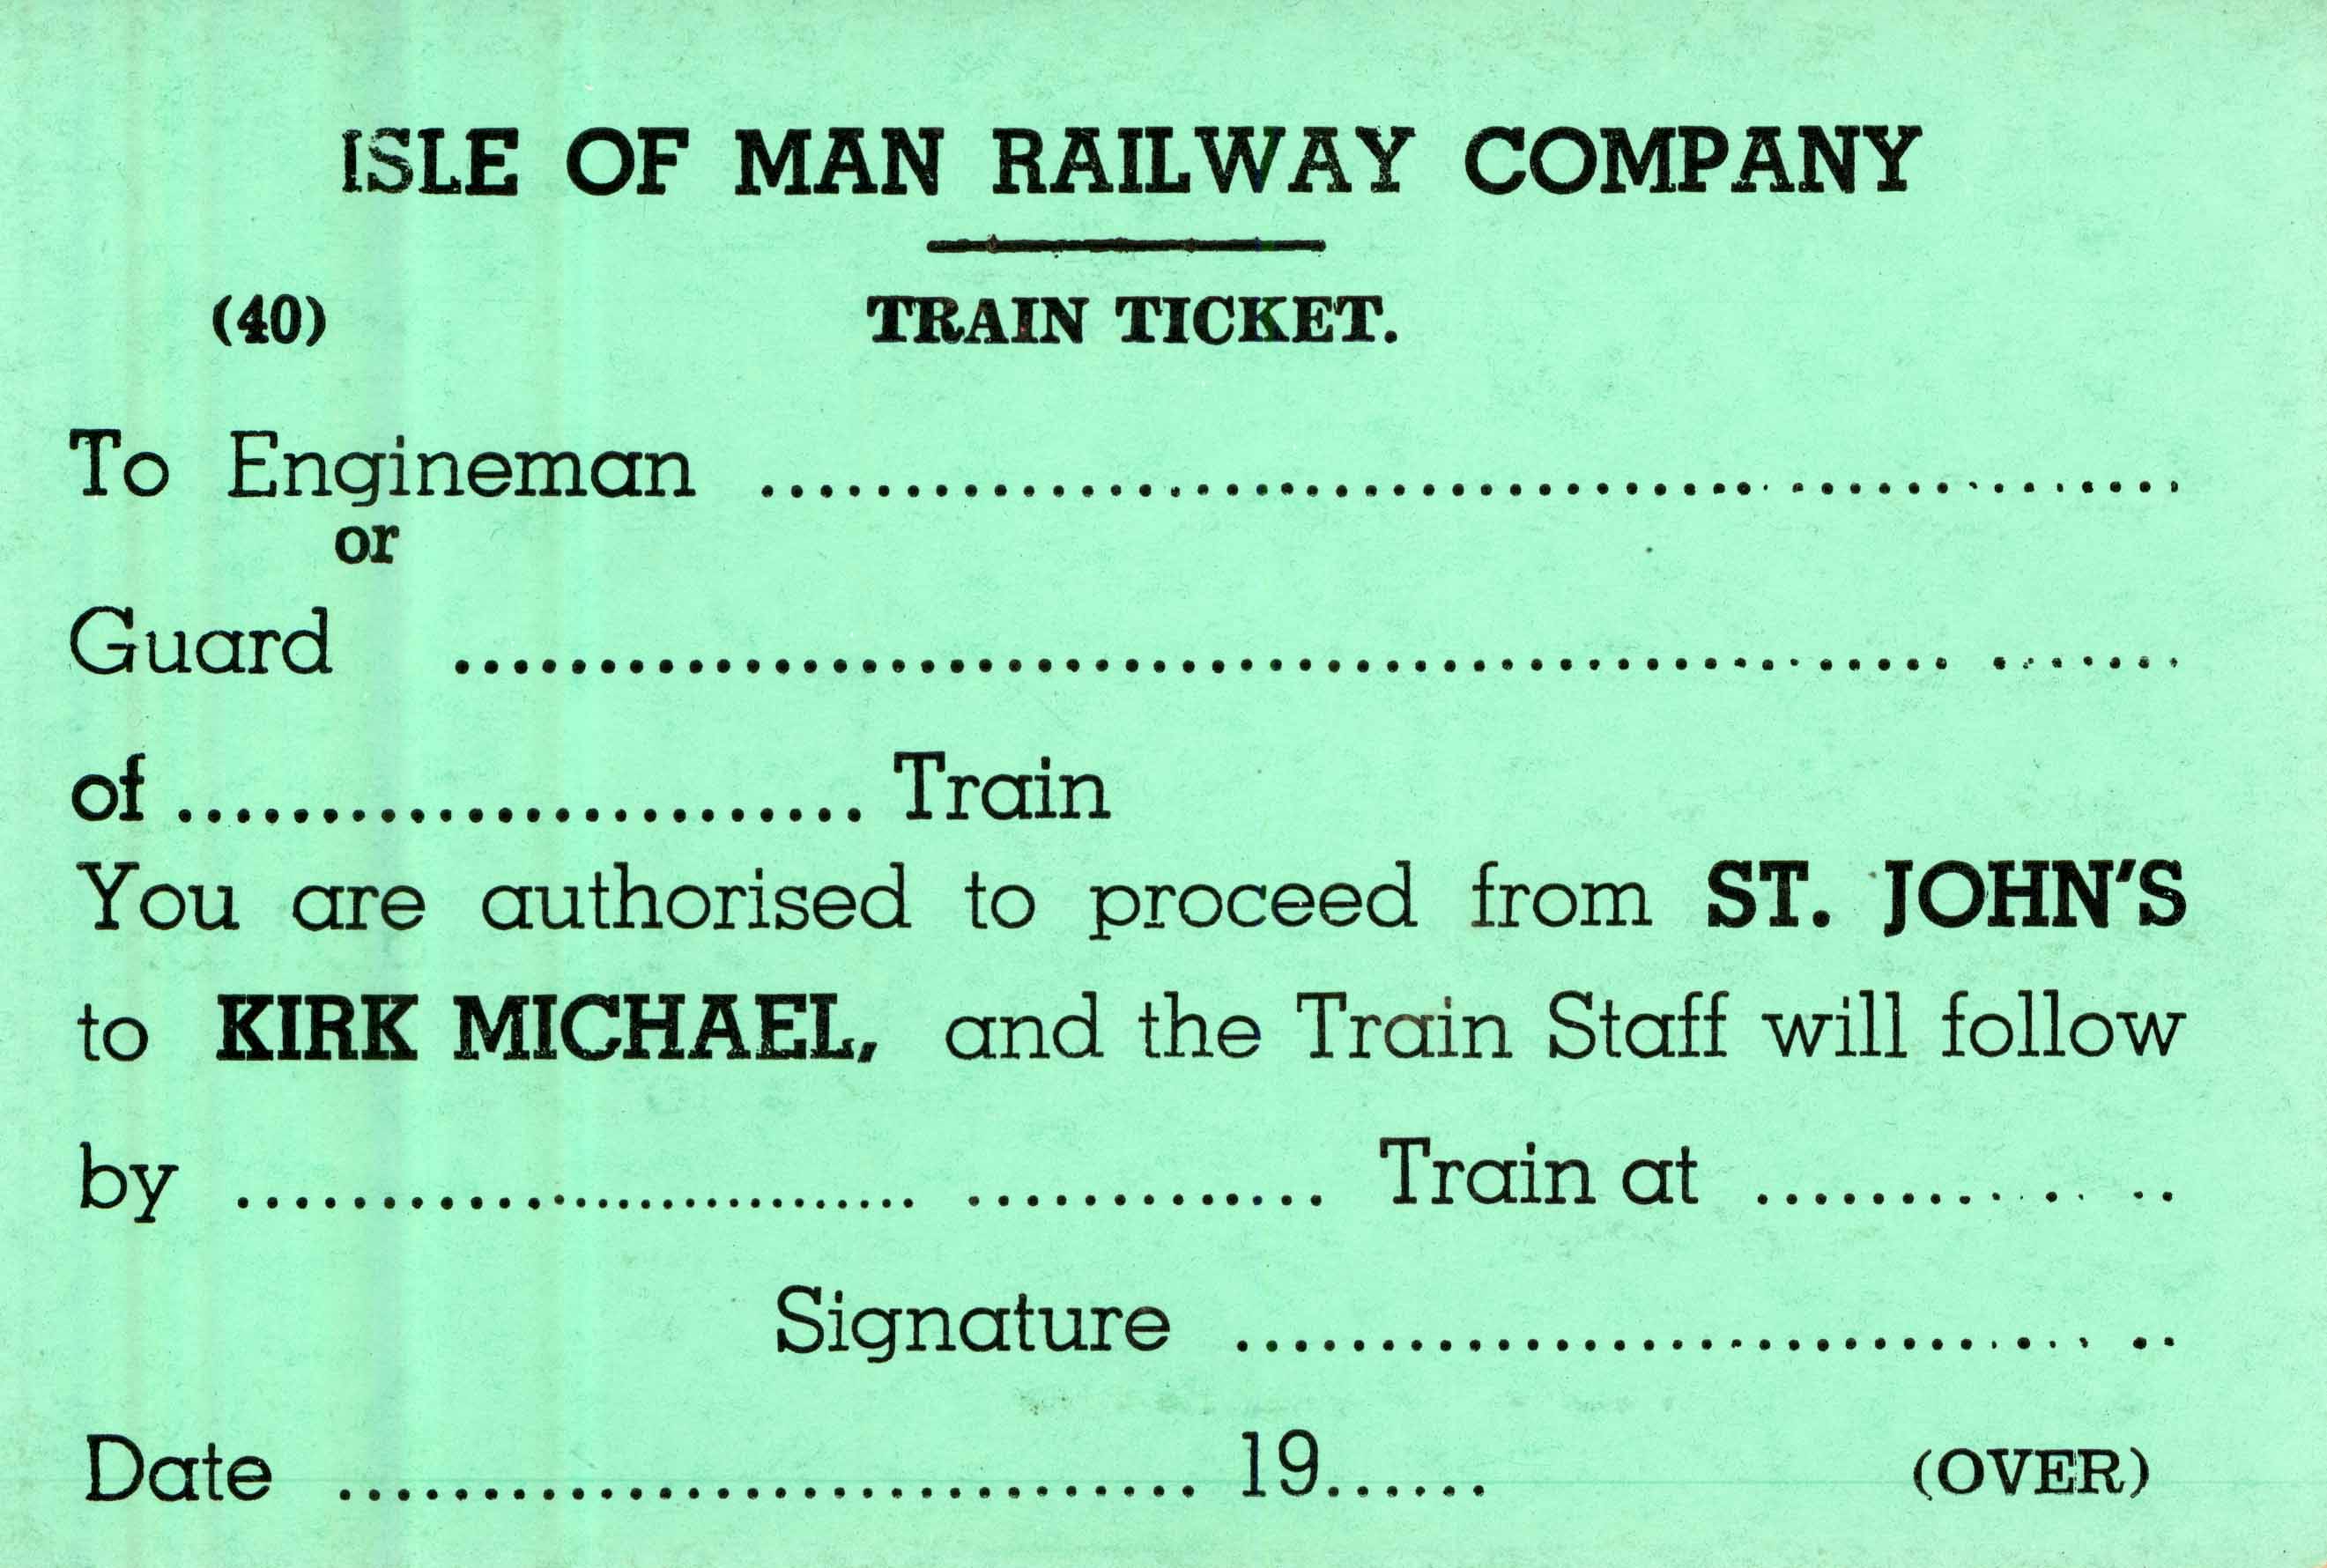 ISLE OF MAN RAILWAY COMPANY
(40) TRAIN TICKET.
To Engineman ................................................
or
Guard ............................................................
of ........................ Train
You are authorised to proceed from ST. JOHN'S
to KIRK MICHAEL, and the Train Staff will follow
by ........................................ Train at ..............
Signature ................................
Date .............................. 19...... (OVER)